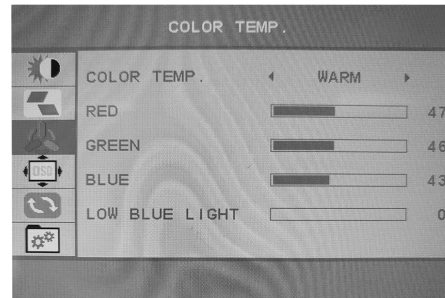 COLOR TEMP.
COLOR TEMP. WARM
RED 47
GREEN 46
BLUE 43
OSD
LOW BLUE LIGHT 0